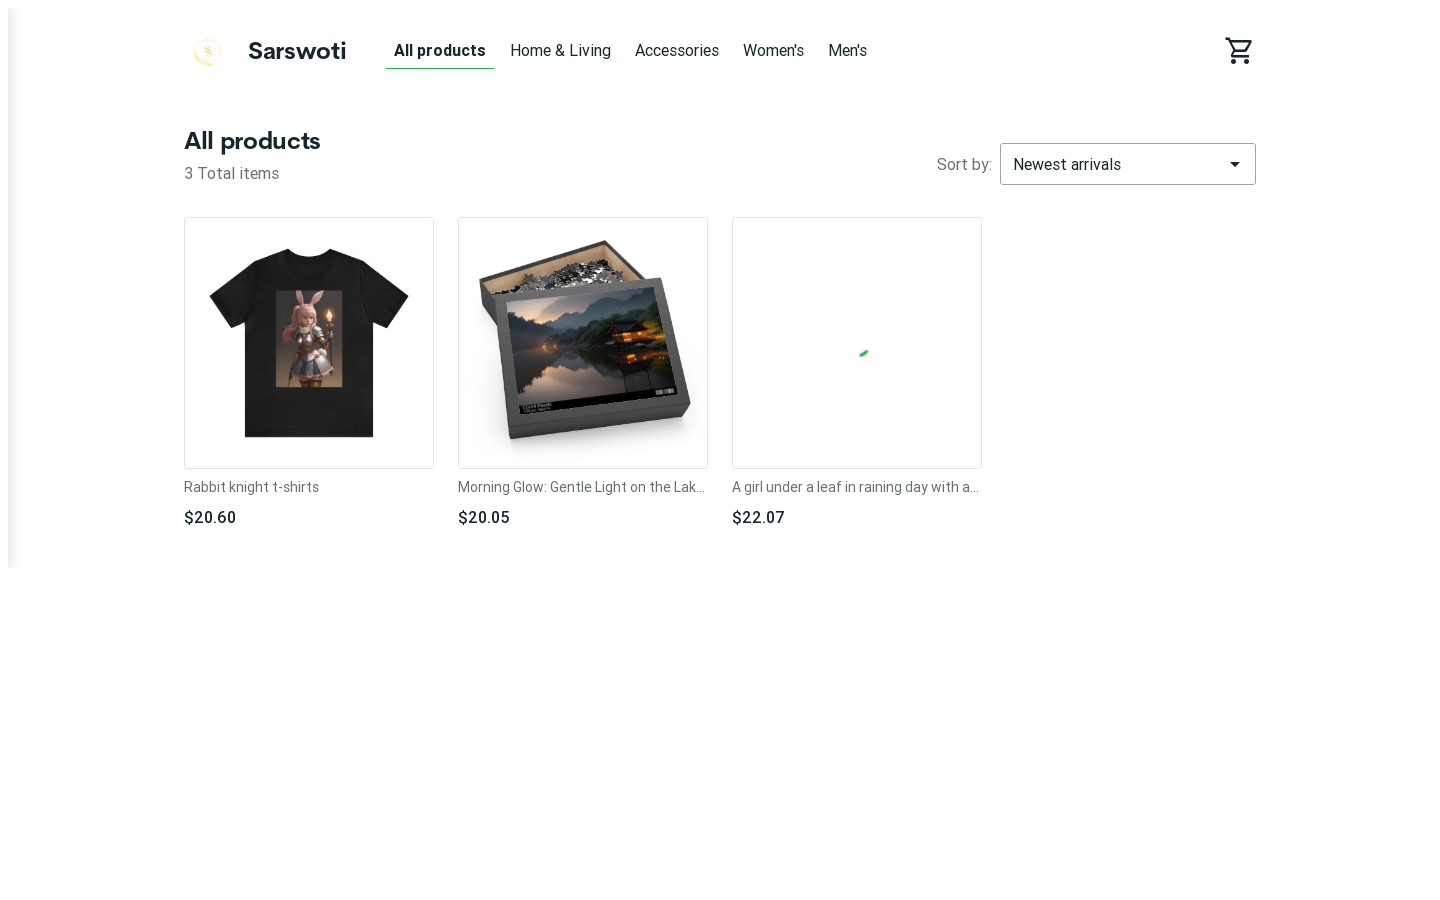 Sarswoti
All products
Home & Living
Accessories
Women's
Men's
All products
3 Total items
Sort by:
Newest arrivals
Rabbit knight t-shirts
$20.60
Morning Glow: Gentle Light on the Lak...
$20.05
A girl under a leaf in raining day with a...
$22.07